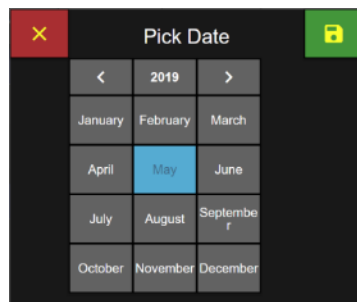 Pick Date
2019
January February March
April May June
July August Septembe
r
October November December